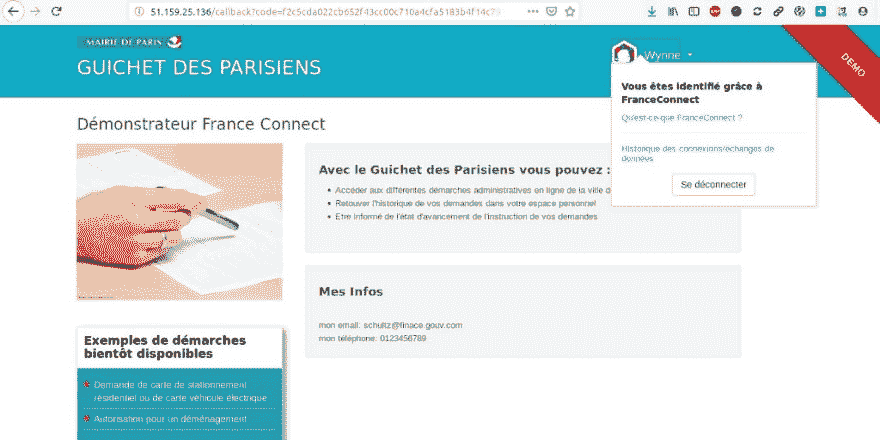 51.159.25.136/callback?code=f2c5cda022cb652f43cc00c710a4cfa5183b4f14c79
MAIRIE DE PARIS
GUICHET DES PARISIENS
Wynne
DEMO
Vous êtes identifié grâce à
FranceConnect
Qu'est-ce-que FranceConnect ?
Historique des connexions/échanges de
données
Se déconnecter
Démonstrateur France Connect
Avec le Guichet des Parisiens vous pouvez :
Accéder aux différentes démarches administratives en ligne de la ville d
Retouver l'historique de vos demandes dans votre espace personnel
Etre informé de l'état d'avancement de l'instruction de vos demandes
Mes Infos
mon email: schultz@finace.gouv.com
mon téléphone: 0123456789
Exemples de démarches
bientôt disponibles
Demande de carte de stationnement
résidentiel ou de carte véhicule électrique
Autorisation pour un déménagement